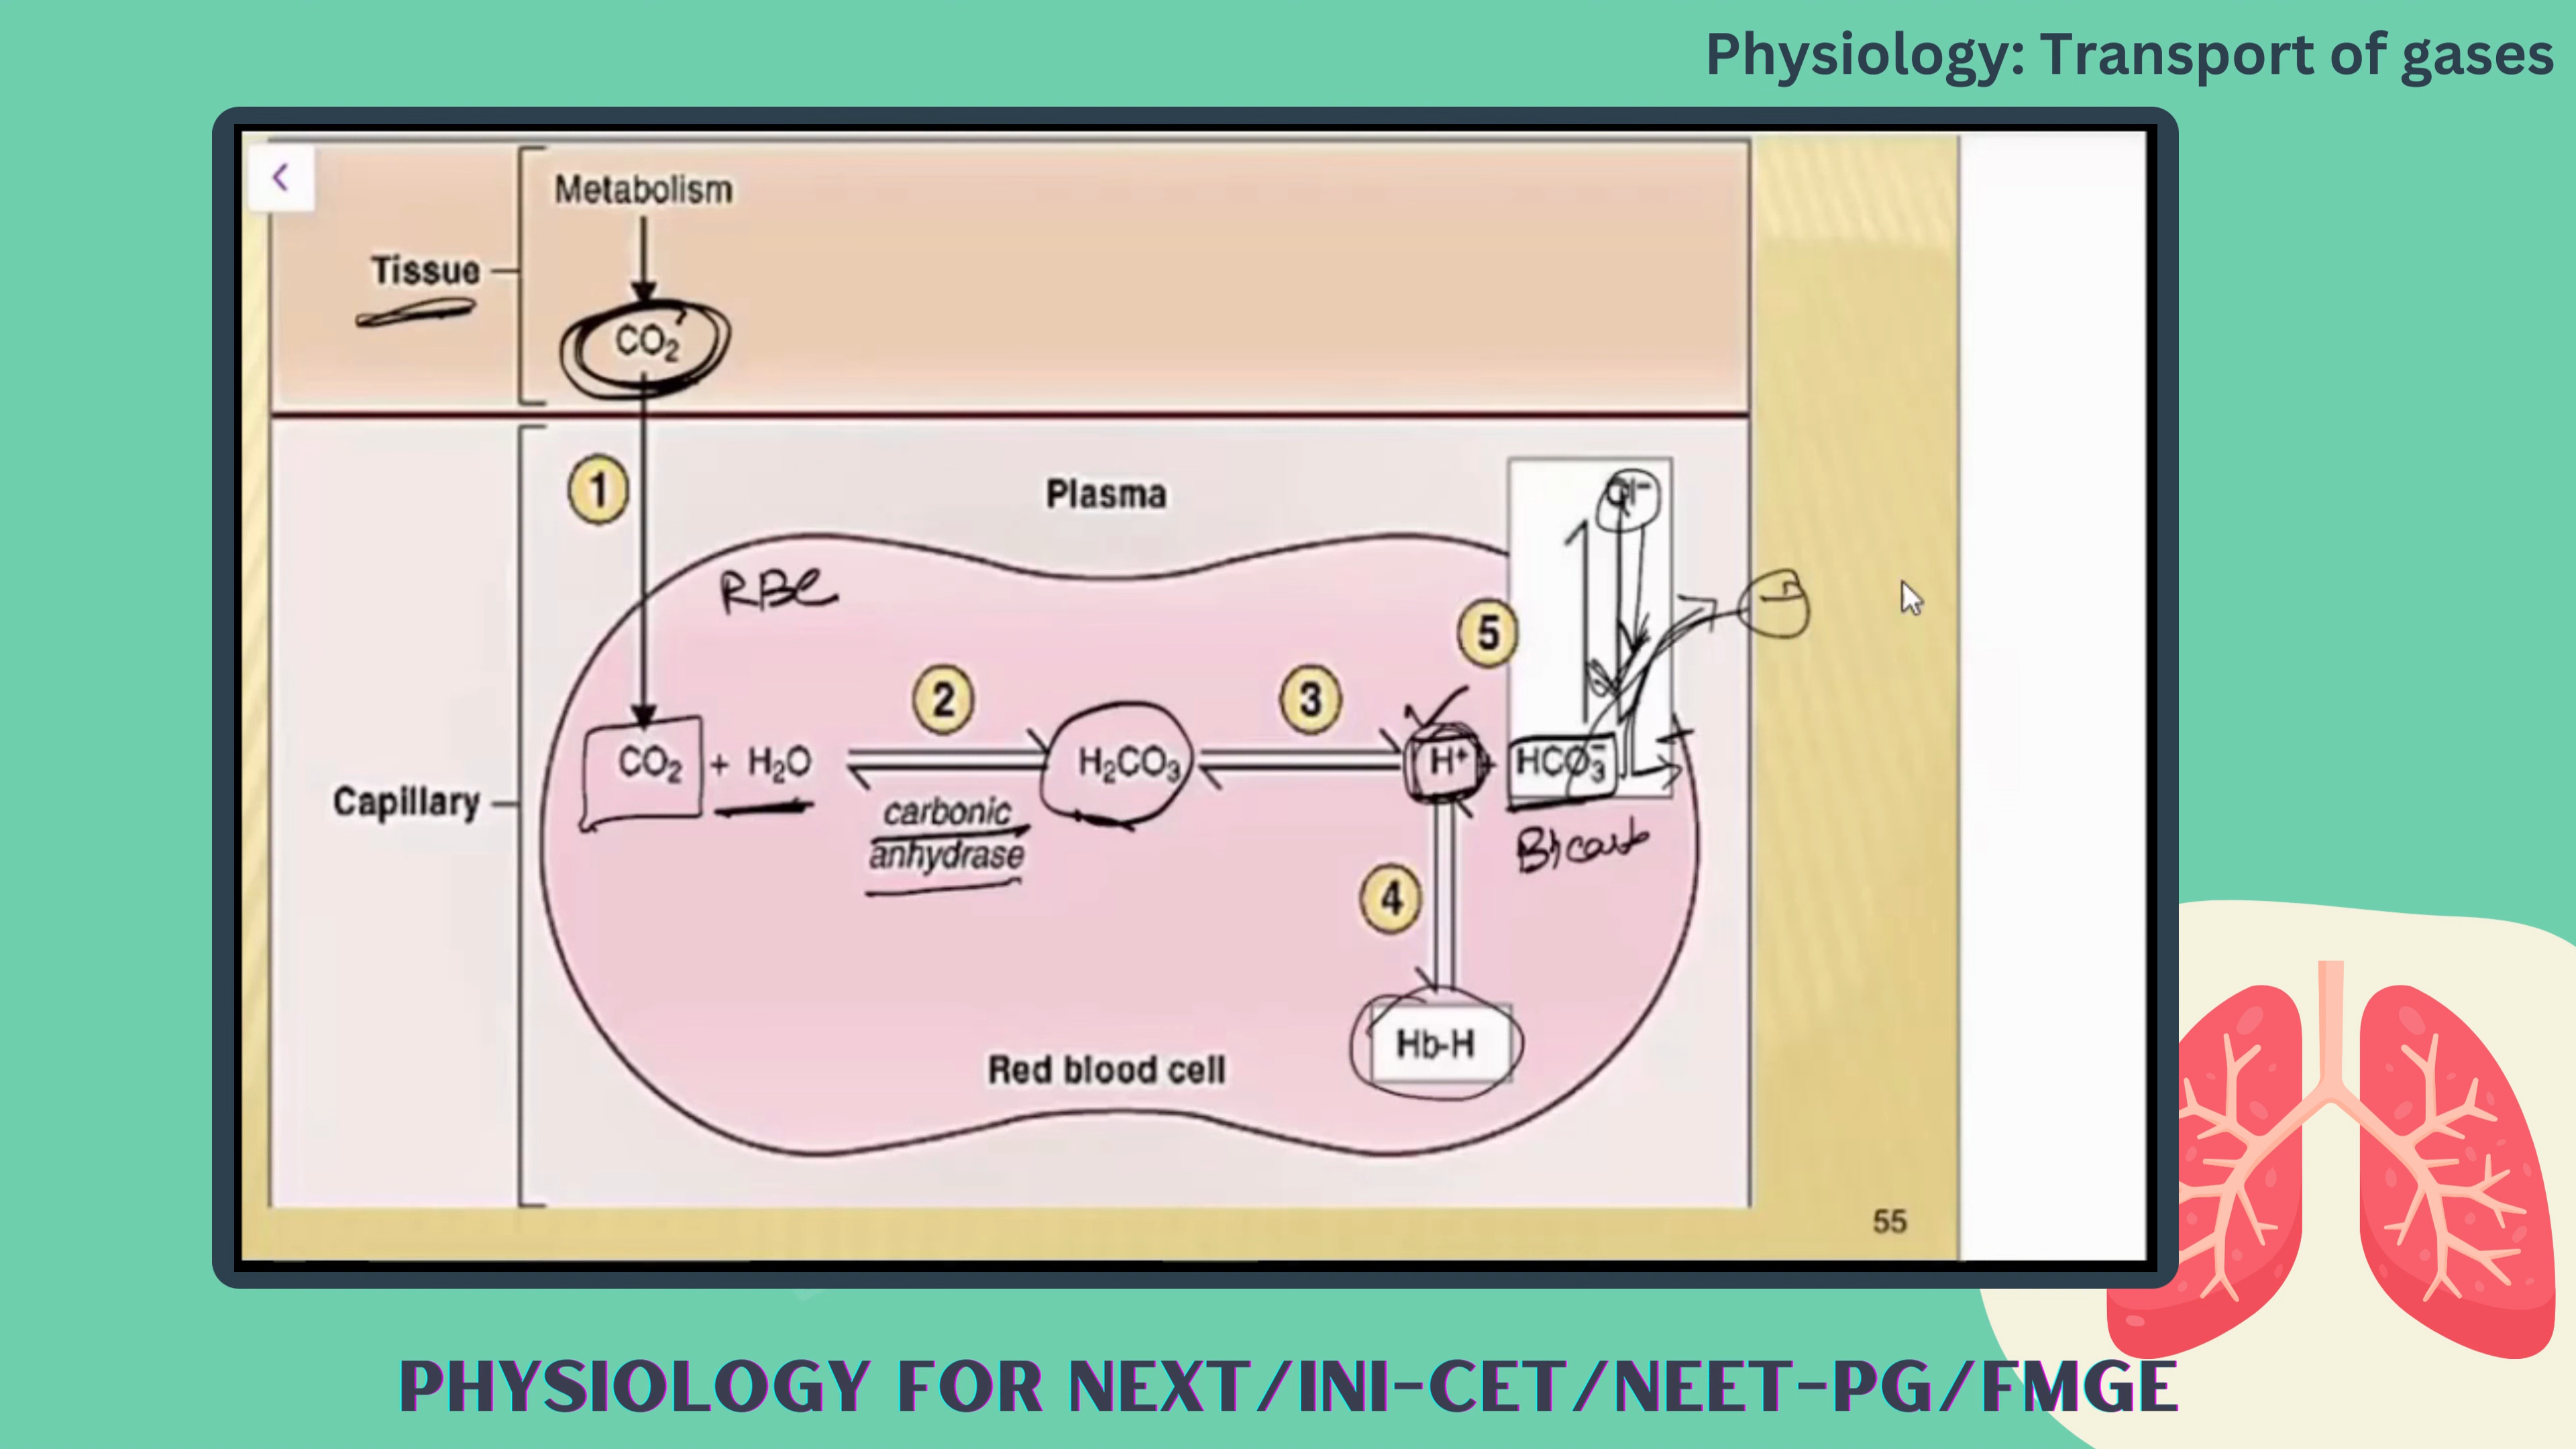 Physiology: Transport of gases
Metabolism
Tissue
CO₂
1
Plasma
Cl⁻
RBC
5
2
3
CO₂ + H₂O
H₂CO₃
H⁺ + HCO₃⁻
carbonic
anhydrase
Capillary
Bicarb
4
Hb-H
Red blood cell
55
PHYSIOLOGY FOR NEXT/INI-CET/NEET-PG/FMGE